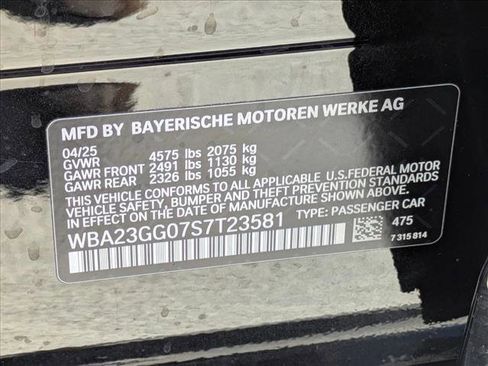 MFD BY BAYERISCHE MOTOREN WERKE AG
04/25
GVWR 4575 lbs 2075 kg
GAWR FRONT 2491 lbs 1130 kg
GAWR REAR 2326 lbs 1055 kg
THIS VEHICLE CONFORMS TO ALL APPLICABLE U.S.FEDERAL MOTOR
VEHICLE SAFETY, BUMPER, AND THEFT PREVENTION STANDARDS
IN EFFECT ON THE DATE OF MANUFACTURE SHOWN ABOVE.
WBA23GG07S7T23581 TYPE: PASSENGER CAR
475
7 315 814